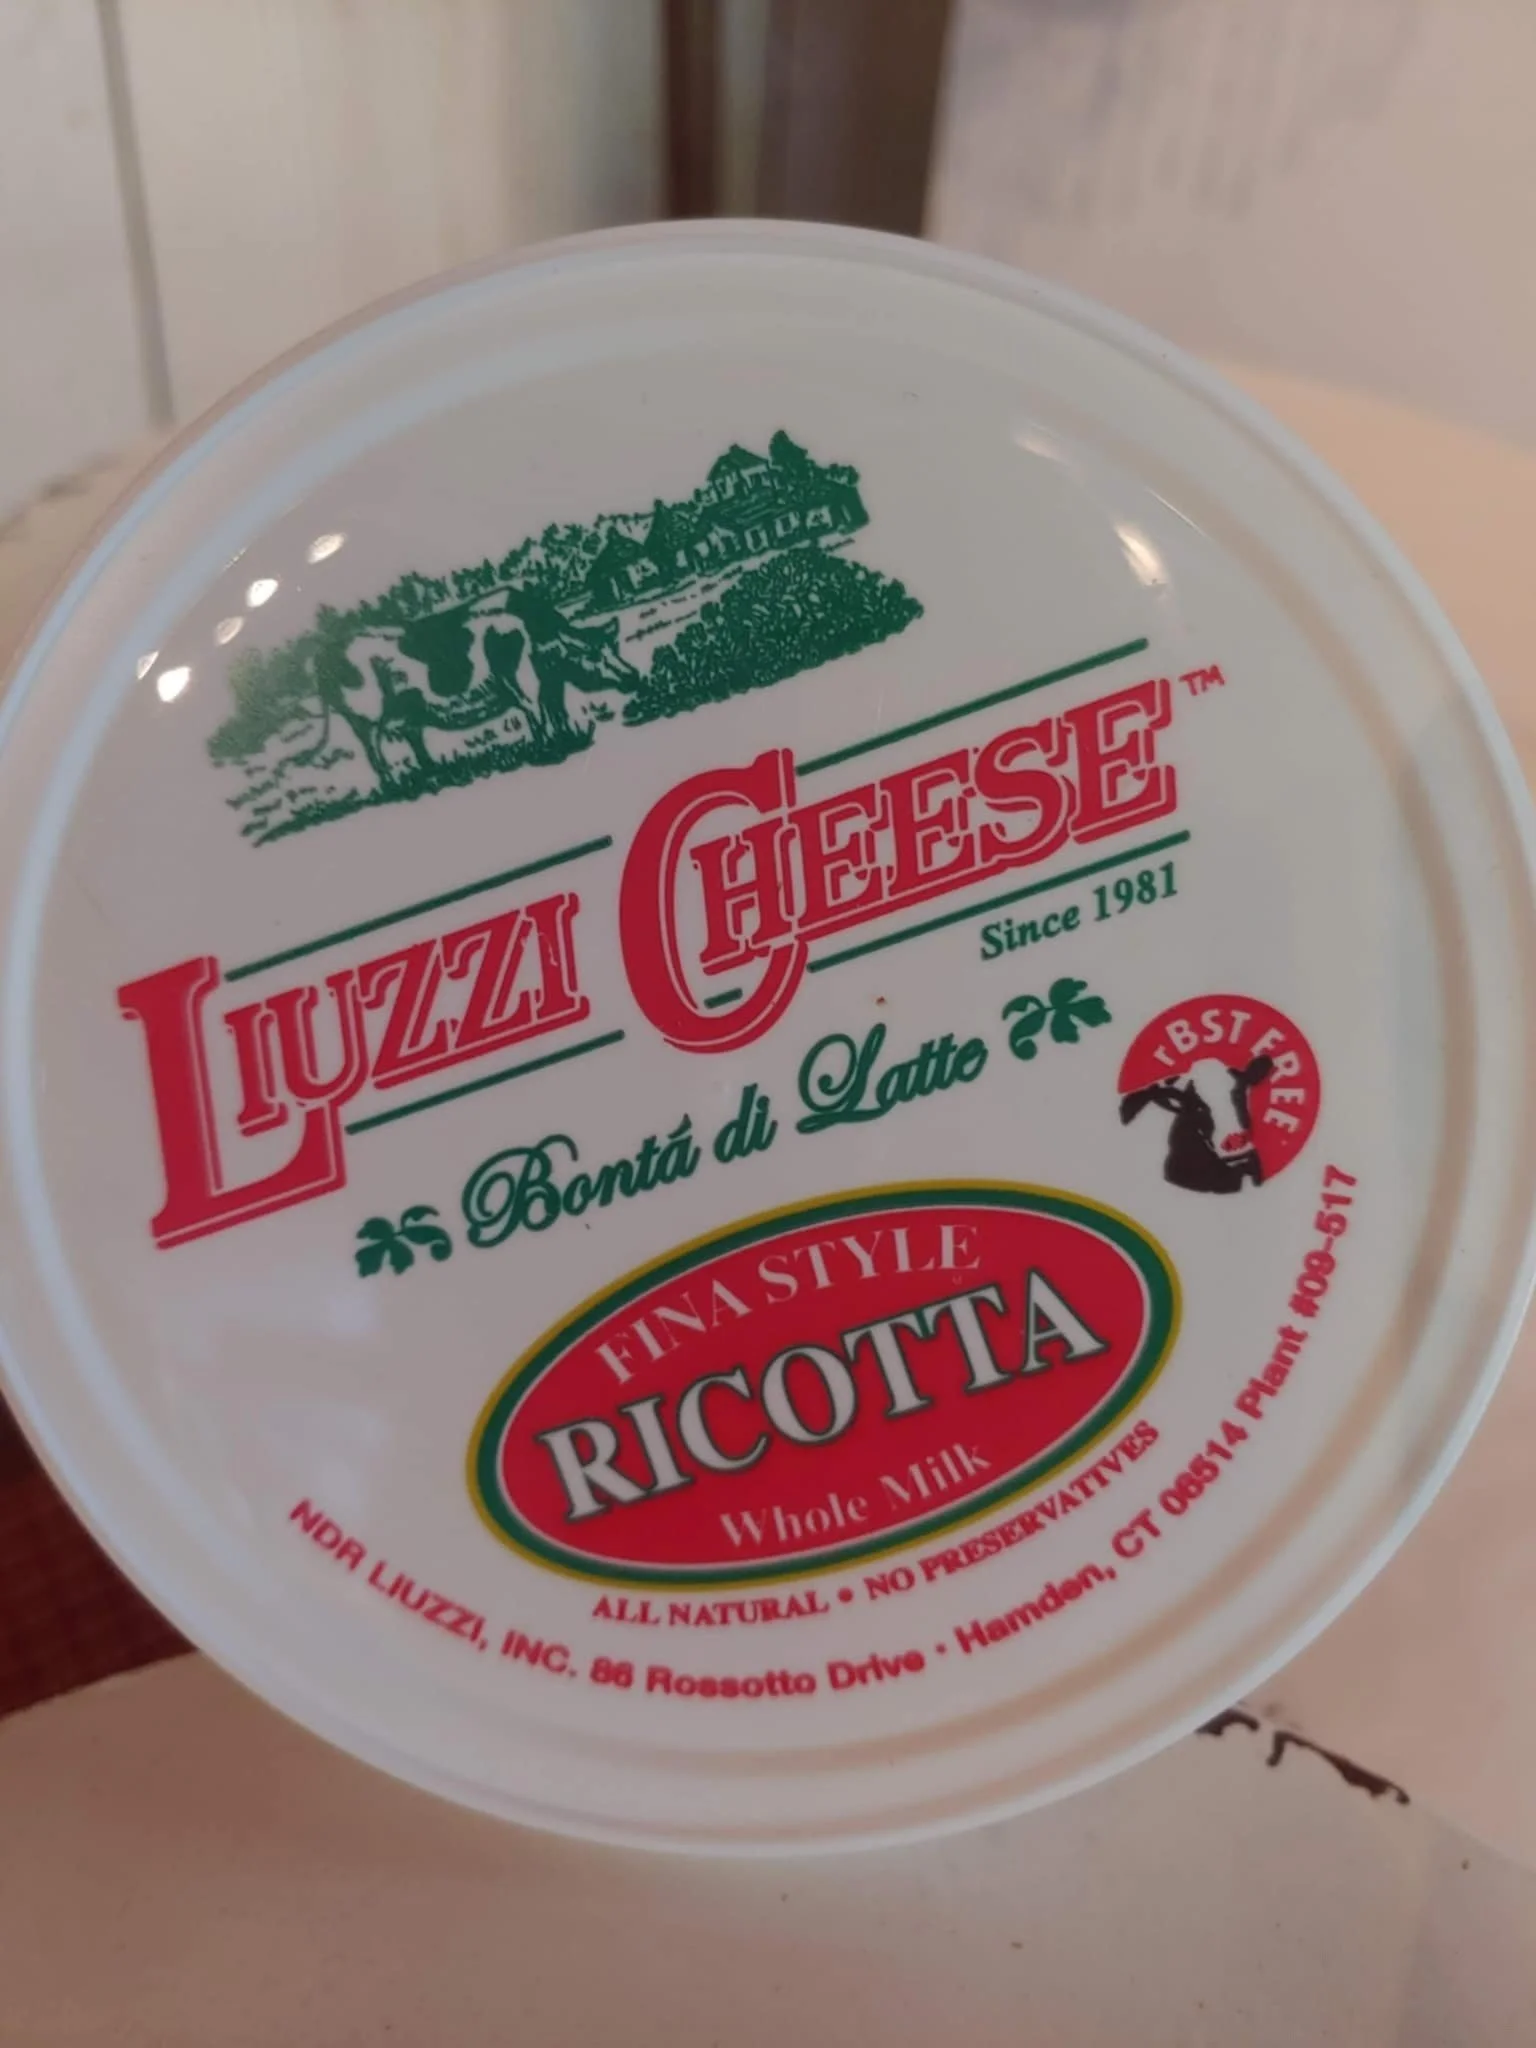 LIUZZI CHEESE™
Since 1981
Bontá di Latte
rBST FREE
FINA STYLE
RICOTTA
Whole Milk
ALL NATURAL • NO PRESERVATIVES
NDR LIUZZI, INC. 86 Rossotto Drive · Hamden, CT 06514 Plant #09-517